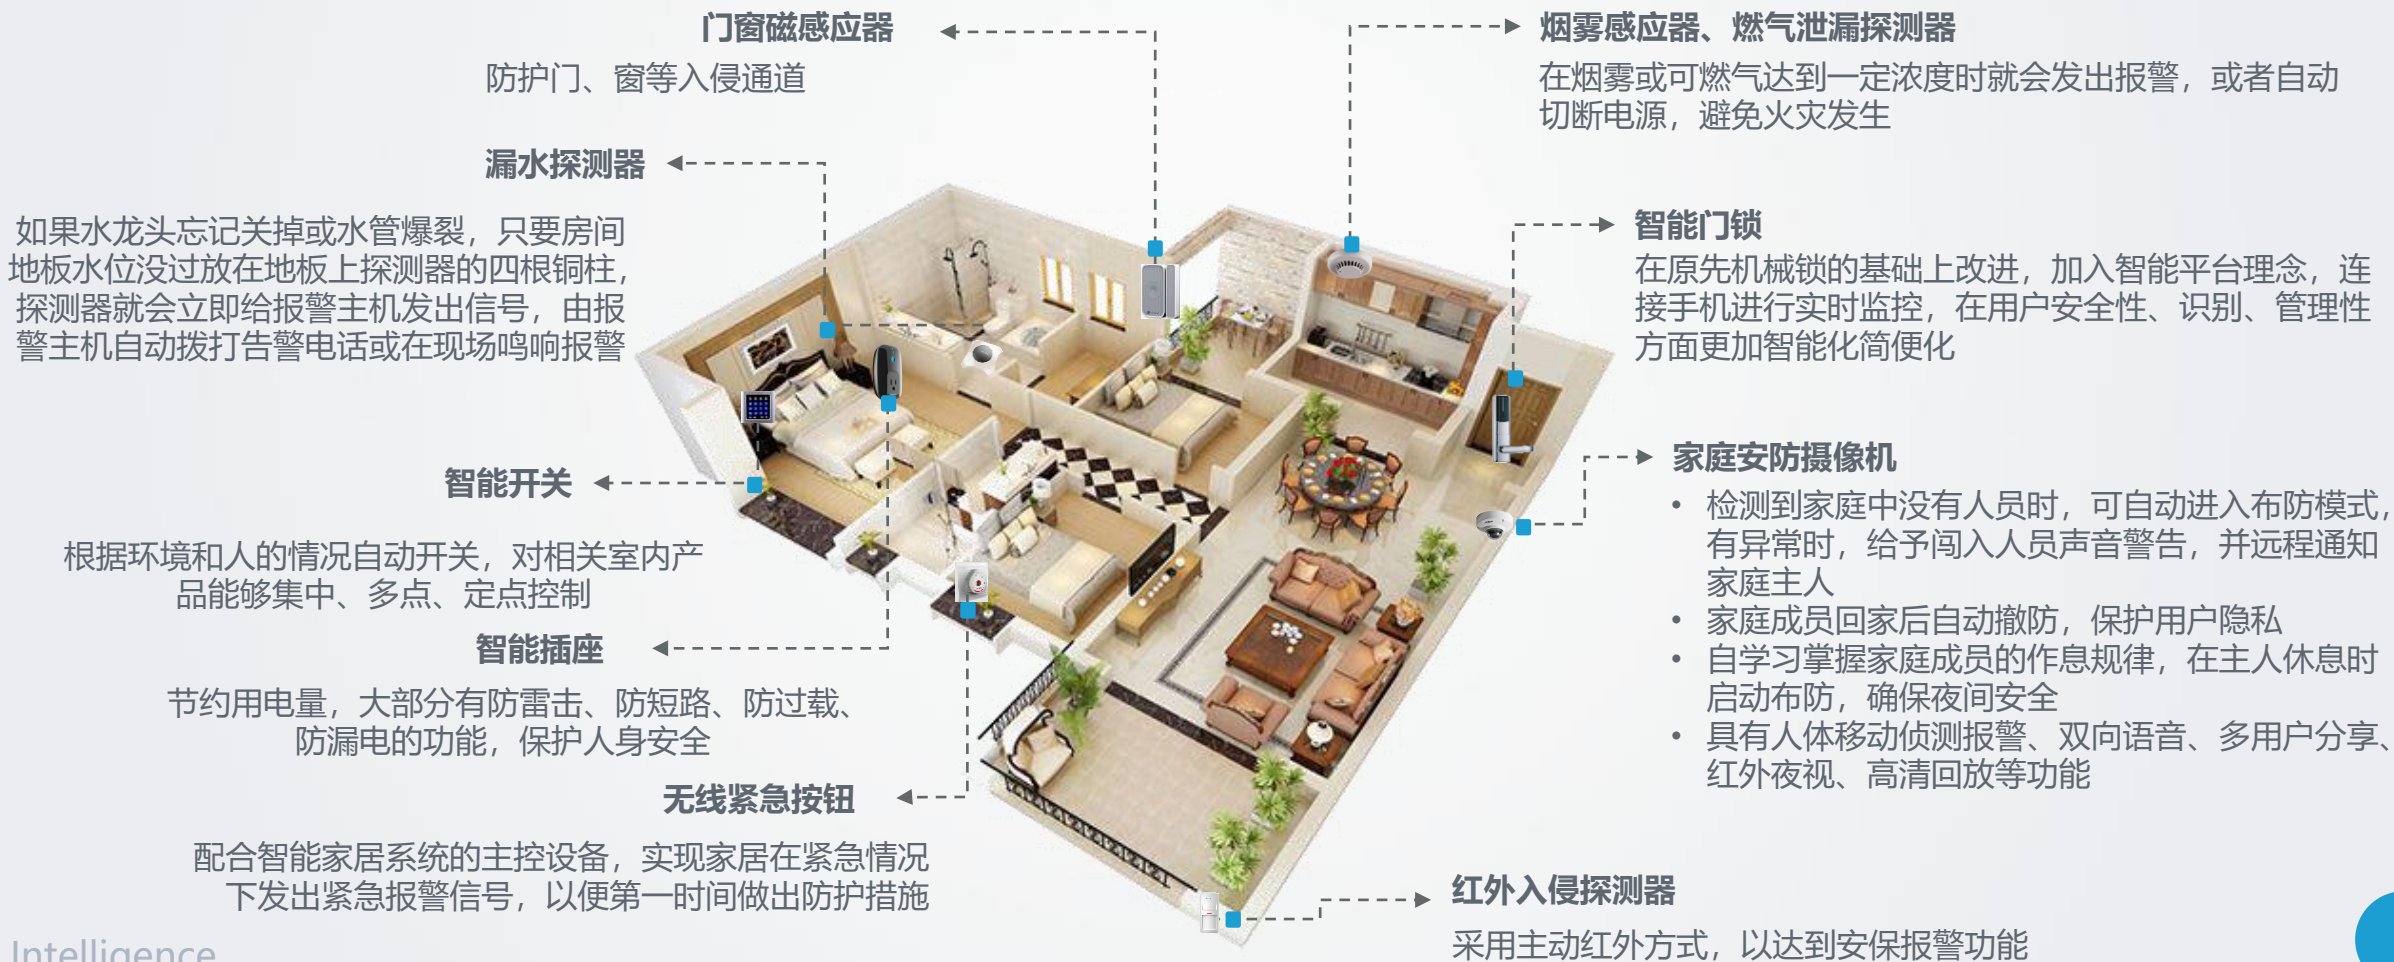 门窗磁感应器
防护门、窗等入侵通道
漏水探测器
如果水龙头忘记关掉或水管爆裂，只要房间
地板水位没过放在地板上探测器的四根铜柱，
探测器就会立即给报警主机发出信号，由报
警主机自动拨打告警电话或在现场鸣响报警
智能开关
根据环境和人的情况自动开关，对相关室内产
品能够集中、多点、定点控制
智能插座
节约用电量，大部分有防雷击、防短路、防过载、
防漏电的功能，保护人身安全
无线紧急按钮
配合智能家居系统的主控设备，实现家居在紧急情况
下发出紧急报警信号，以便第一时间做出防护措施
烟雾感应器、燃气泄漏探测器
在烟雾或可燃气达到一定浓度时就会发出报警，或者自动
切断电源，避免火灾发生
智能门锁
在原先机械锁的基础上改进，加入智能平台理念，连
接手机进行实时监控，在用户安全性、识别、管理性
方面更加智能化简便化
家庭安防摄像机
• 检测到家庭中没有人员时，可自动进入布防模式，
有异常时，给予闯入人员声音警告，并远程通知
家庭主人
• 家庭成员回家后自动撤防，保护用户隐私
• 自学习掌握家庭成员的作息规律，在主人休息时
启动布防，确保夜间安全
• 具有人体移动侦测报警、双向语音、多用户分享、
红外夜视、高清回放等功能
红外入侵探测器
采用主动红外方式，以达到安保报警功能
Intelligence